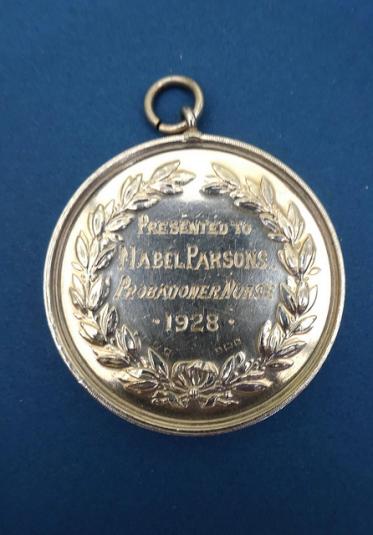 PRESENTED TO
MABEL PARSONS
PROBATIONER NURSE
· 1928 ·